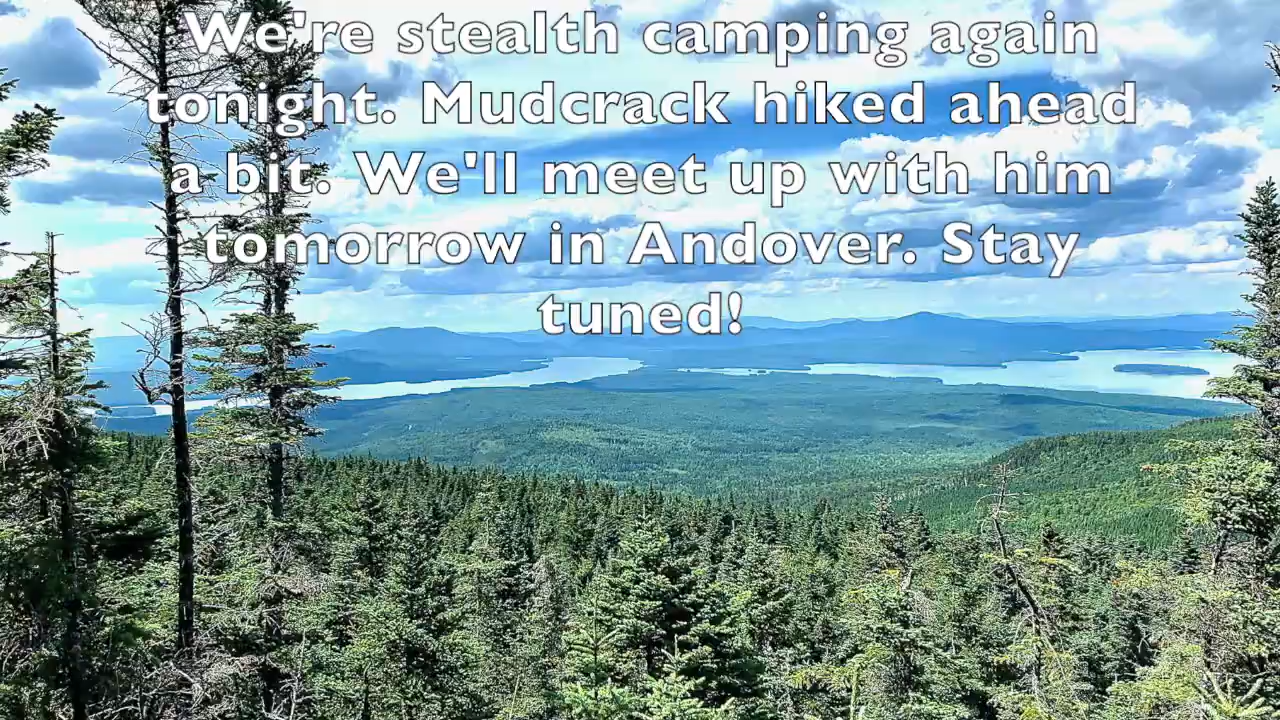 We're stealth camping again
tonight. Mudcrack hiked ahead
a bit. We'll meet up with him
tomorrow in Andover. Stay
tuned!